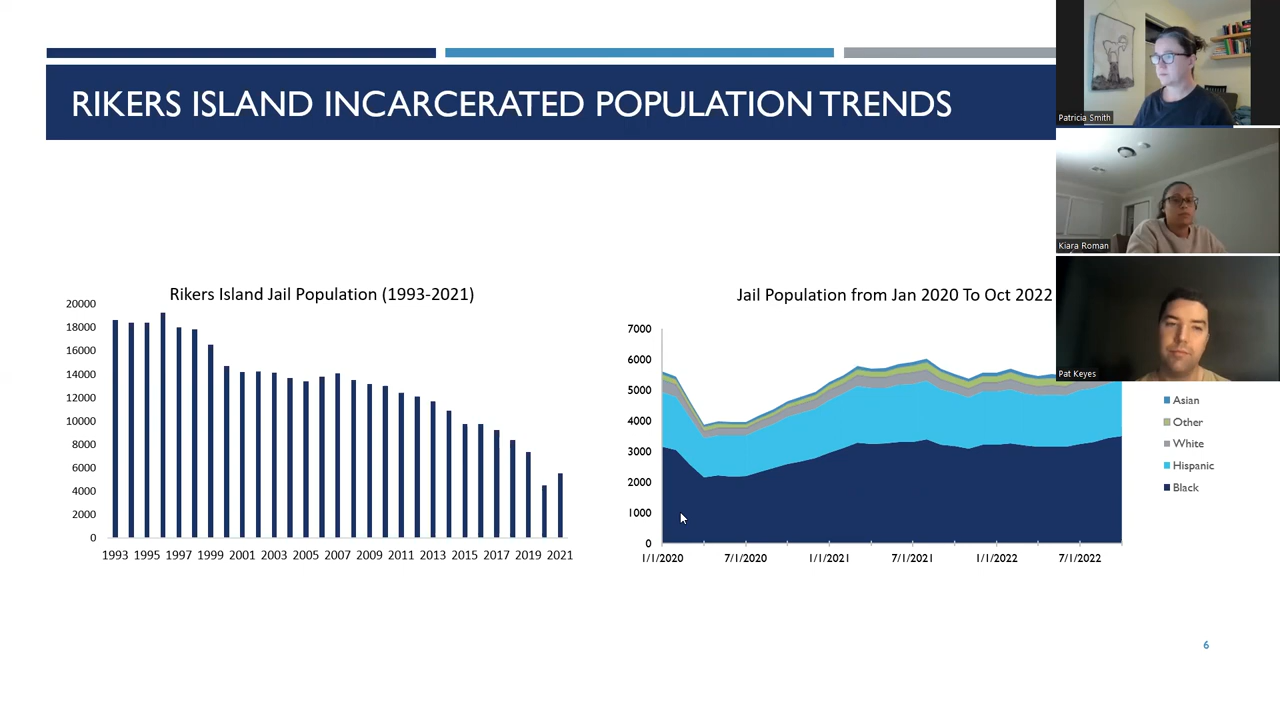 RIKERS ISLAND INCARCERATED POPULATION TRENDS
Patricia Smith
Kiara Roman
Pat Keyes
Rikers Island Jail Population (1993-2021)
20000
18000
16000
14000
12000
10000
8000
6000
4000
2000
0
1993 1995 1997 1999 2001 2003 2005 2007 2009 2011 2013 2015 2017 2019 2021
Jail Population from Jan 2020 To Oct 2022
7000
6000
5000
4000
3000
2000
1000
0
1/1/2020 7/1/2020 1/1/2021 7/1/2021 1/1/2022 7/1/2022
Asian
Other
White
Hispanic
Black
6